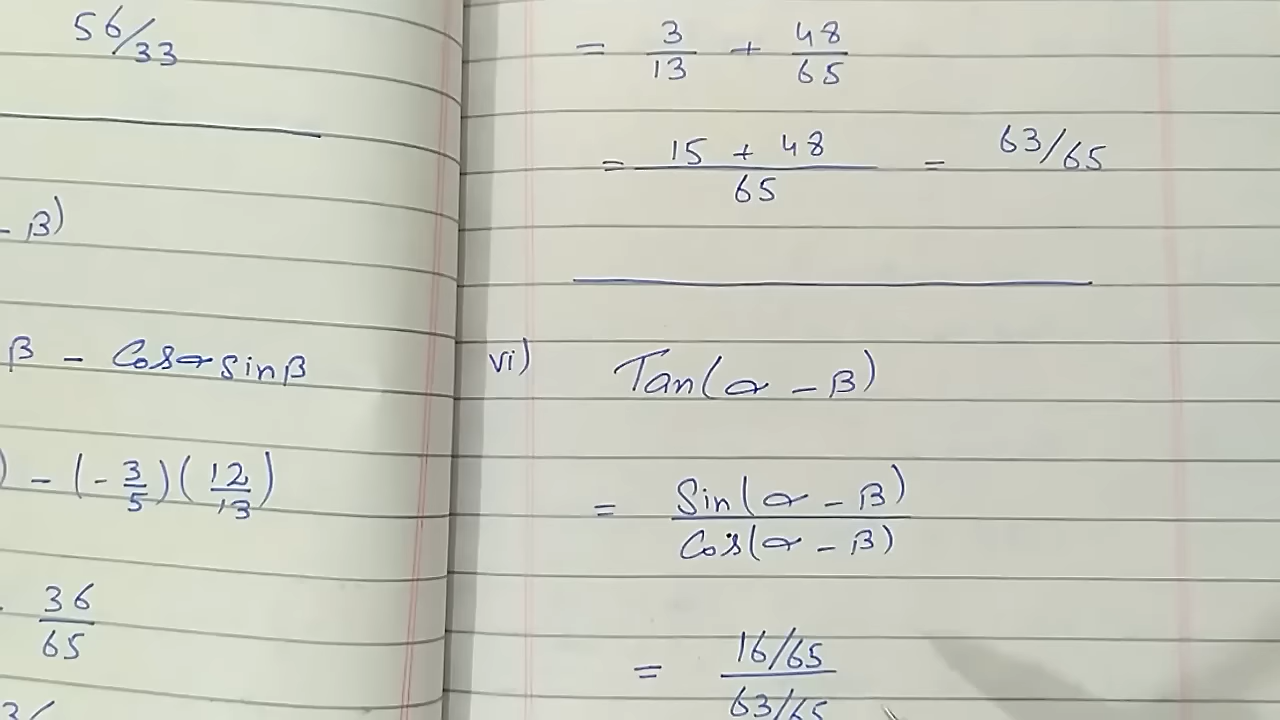 56/33
- β)
β - Cosα sinβ
) - (-3/5)(12/13)
36/65
= 3/13 + 48/65
= 15 + 48/65 = 63/65
vi) Tan(α - β)
= Sin(α - β)/Cos(α - β)
= 16/65/63/65